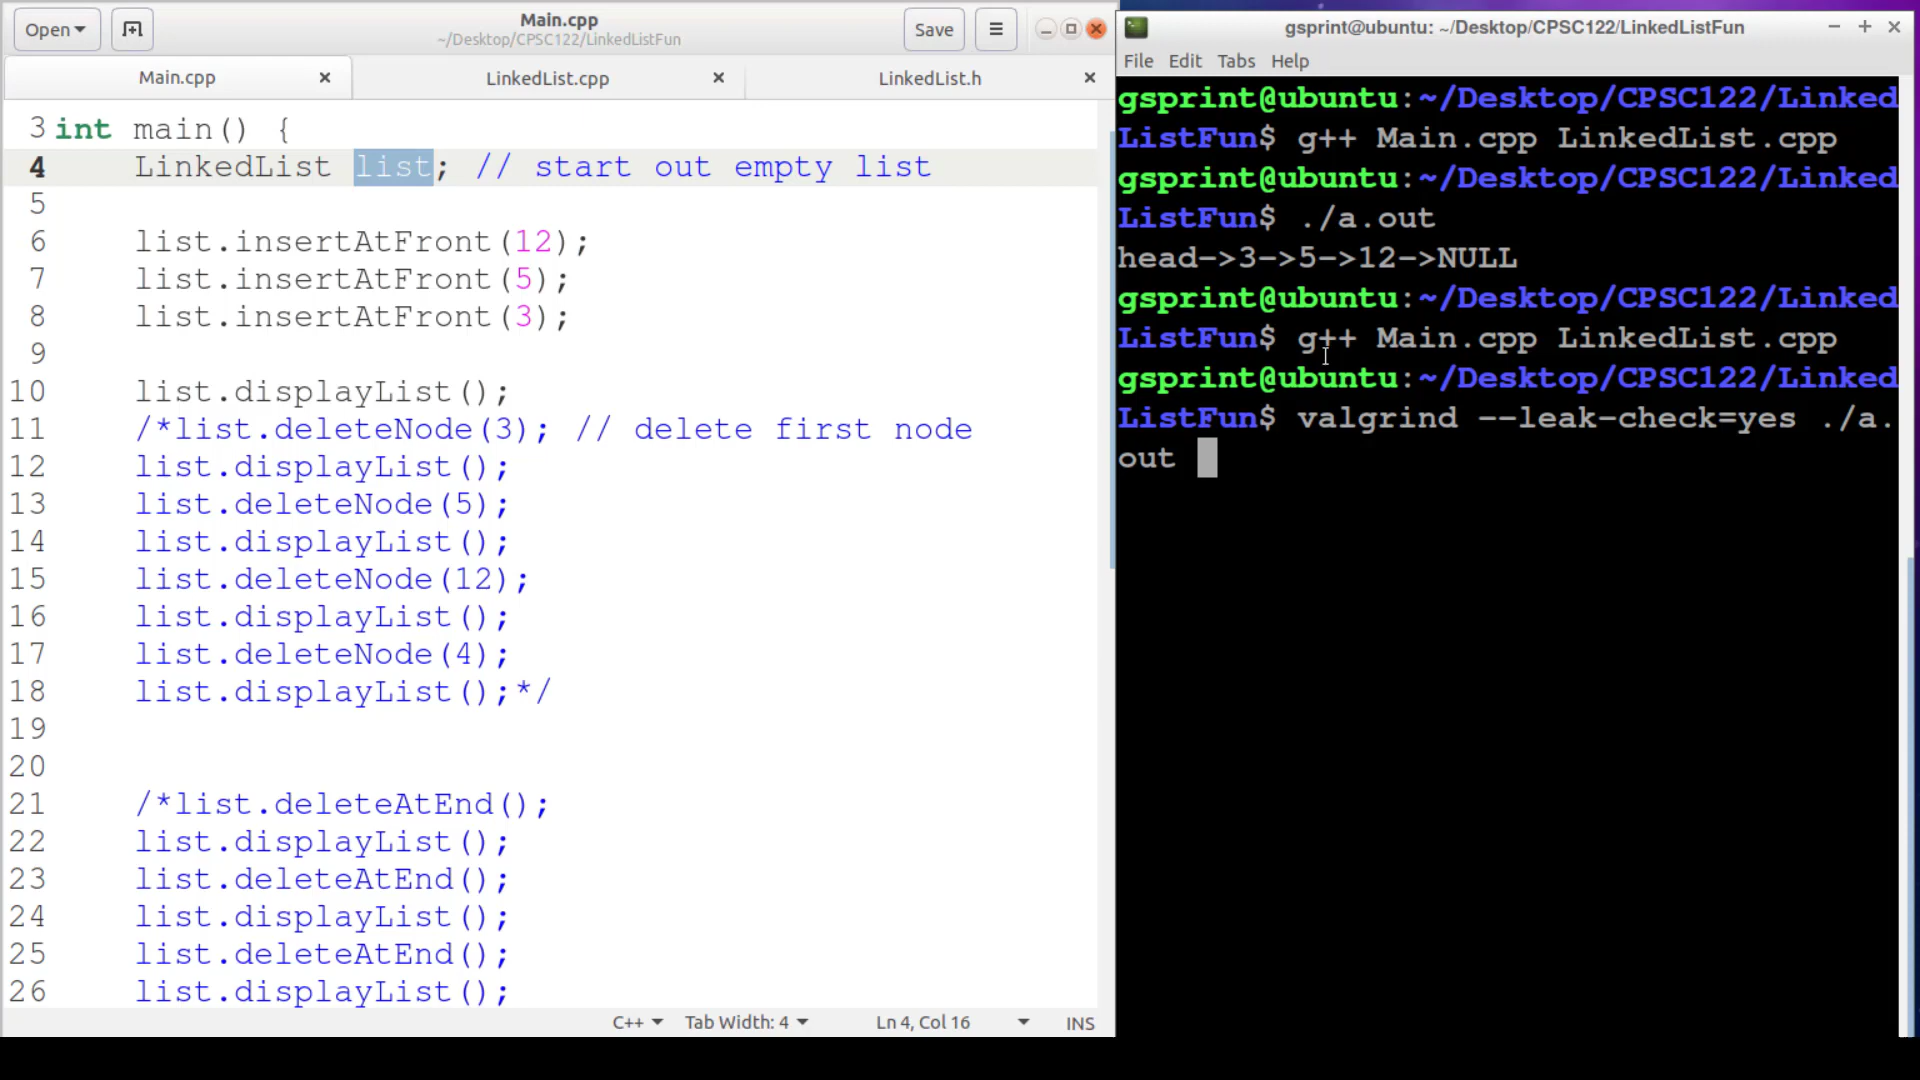 Open
Main.cpp
~/Desktop/CPSC122/LinkedListFun
Save
Main.cpp
LinkedList.cpp
LinkedList.h
3 int main() {
4 LinkedList list; // start out empty list
5
6 list.insertAtFront(12);
7 list.insertAtFront(5);
8 list.insertAtFront(3);
9
10 list.displayList();
11 /*list.deleteNode(3); // delete first node
12 list.displayList();
13 list.deleteNode(5);
14 list.displayList();
15 list.deleteNode(12);
16 list.displayList();
17 list.deleteNode(4);
18 list.displayList();*/
19
20
21 /*list.deleteAtEnd();
22 list.displayList();
23 list.deleteAtEnd();
24 list.displayList();
25 list.deleteAtEnd();
26 list.displayList();
C++ Tab Width: 4 Ln 4, Col 16 INS
gsprint@ubuntu: ~/Desktop/CPSC122/LinkedListFun
File Edit Tabs Help
gsprint@ubuntu:~/Desktop/CPSC122/Linked
ListFun$ g++ Main.cpp LinkedList.cpp
gsprint@ubuntu:~/Desktop/CPSC122/Linked
ListFun$ ./a.out
head->3->5->12->NULL
gsprint@ubuntu:~/Desktop/CPSC122/Linked
ListFun$ g++ Main.cpp LinkedList.cpp
gsprint@ubuntu:~/Desktop/CPSC122/Linked
ListFun$ valgrind --leak-check=yes ./a.
out